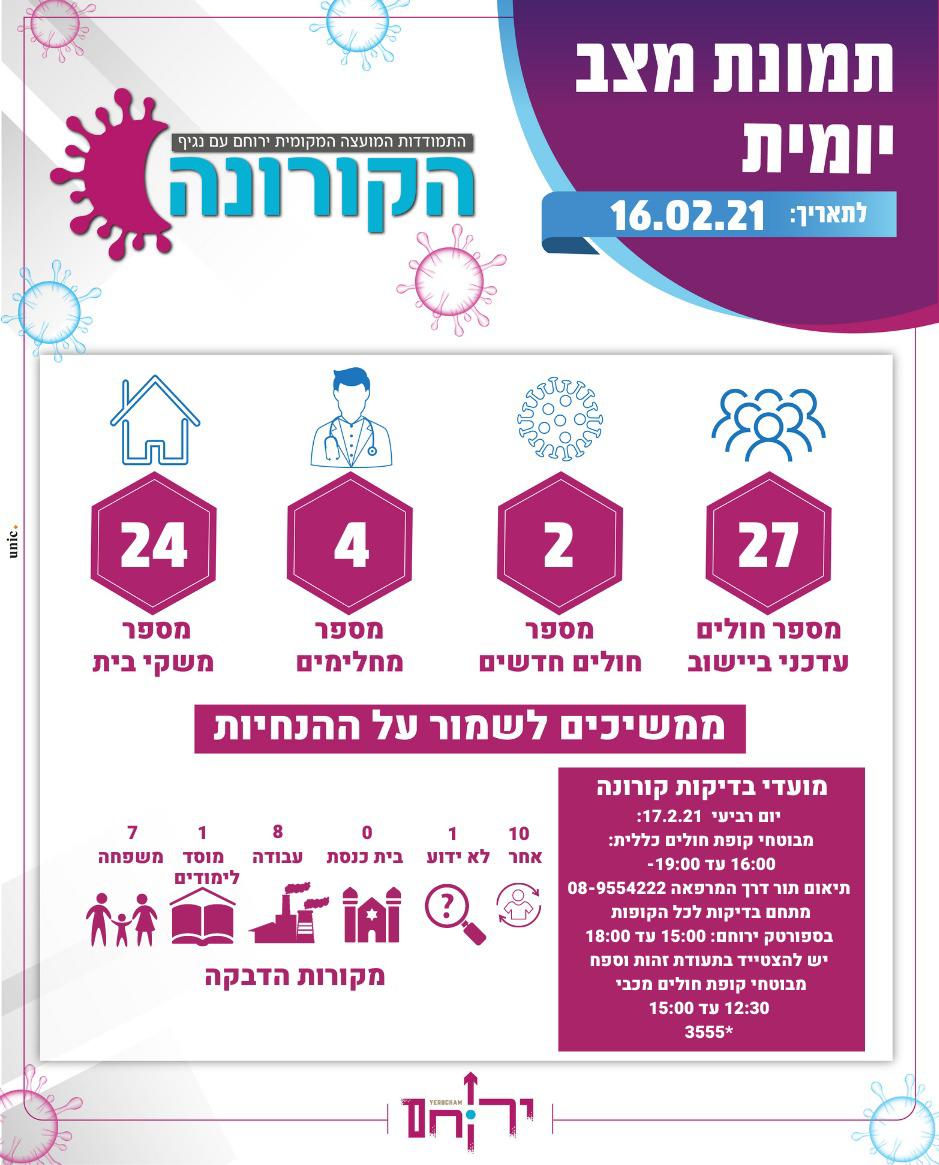 תמונת מצב
יומית
לתאריך: 16.02.21
התמודדות המועצה המקומית ירוחם עם נגיף
הקורונה
27
מספר חולים
עדכני ביישוב
2
מספר
חולים חדשים
4
מספר
מחלימים
24
מספר
משקי בית
unic.
ממשיכים לשמור על ההנחיות
מועדי בדיקות קורונה
יום רביעי 17.2.21:
מבוטחי קופת חולים כללית:
16:00 עד 19:00-
תיאום תור דרך המרפאה 08-9554222
מתחם בדיקות לכל הקופות
בספורטק ירוחם: 15:00 עד 18:00
יש להצטייד בתעודת זהות וספח
מבוטחי קופת חולים מכבי
12:30 עד 15:00
3555*
10
אחר
1
לא ידוע
?
0
בית כנסת
8
עבודה
1
מוסד
לימודים
7
משפחה
מקורות הדבקה
YEROCHAM
ירוחם